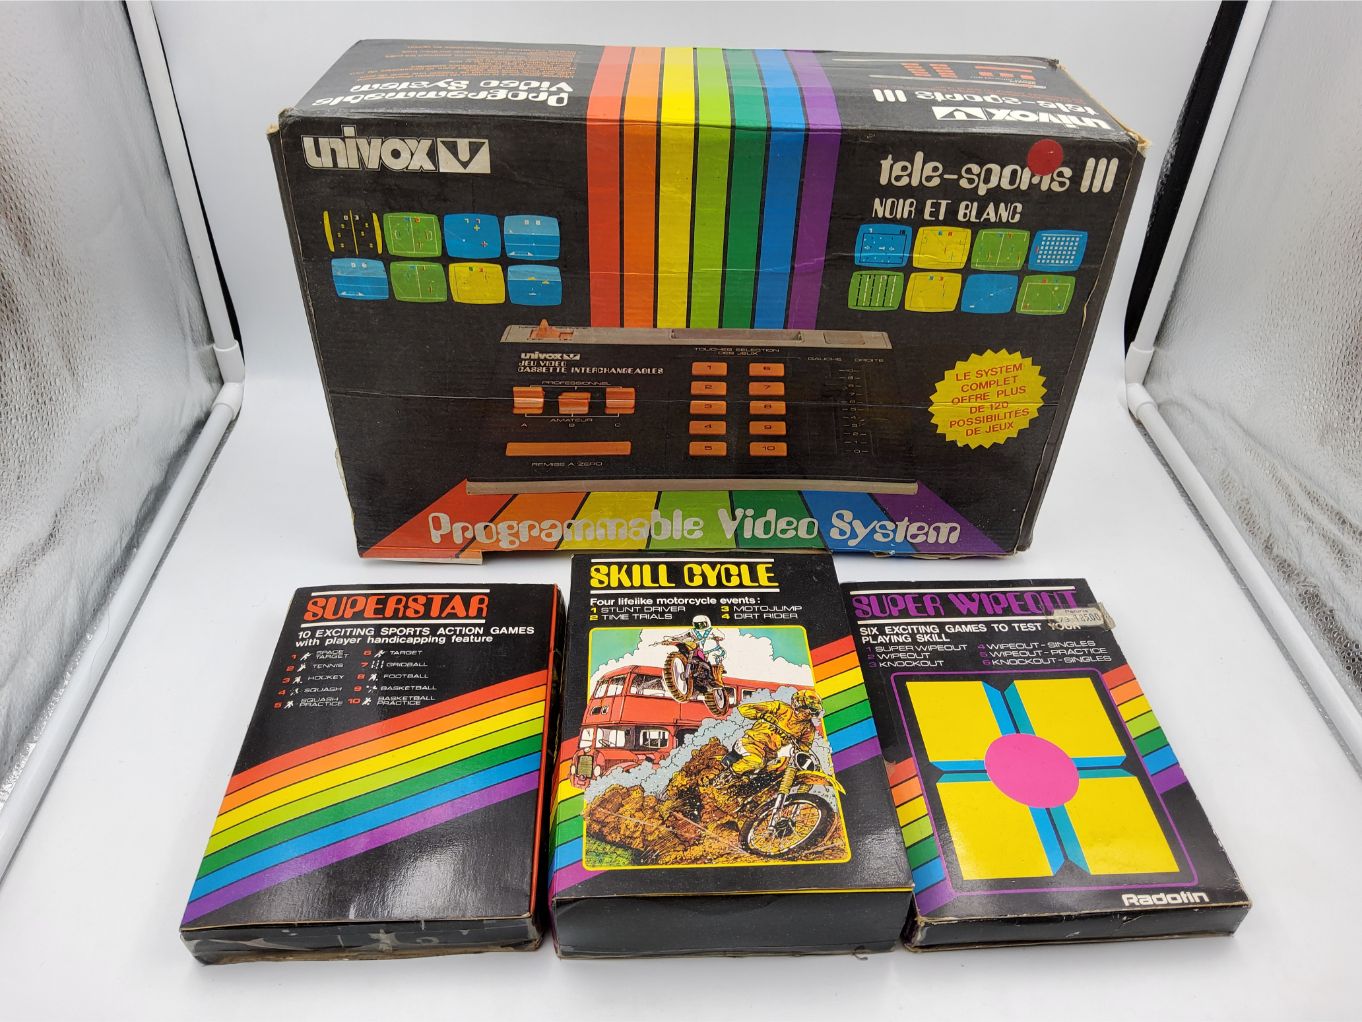 Programmable
Video System
univox
tele-sports III
univox
tele-sports III
NOIR ET BLANC
univox
JEU VIDEO
CASSETTE INTERCHANGEABLES
PROFESSIONNEL
AMATEUR
A B C
REMISE A ZERO
TOUCHES SELECTION
DES JEUX
1 6
2 7
3 8
4 9
5 10
GAUCHE DROITE
LE SYSTEM
COMPLET
OFFRE PLUS
DE 120
POSSIBILITÉS
DE JEUX
Programmable Video System
SUPERSTAR
10 EXCITING SPORTS ACTION GAMES
with player handicapping feature
1 SPACE TARGET
2 TENNIS
3 HOCKEY
4 SQUASH
5 SQUASH PRACTICE
6 TARGET
7 GRIDBALL
8 FOOTBALL
9 BASKETBALL
10 BASKETBALL PRACTICE
SKILL CYCLE
Four lifelike motorcycle events:
1 STUNT DRIVER 3 MOTOJUMP
2 TIME TRIALS 4 DIRT RIDER
SUPER WIPEOUT
SIX EXCITING GAMES TO TEST YOUR
PLAYING SKILL
1 SUPER WIPEOUT 4 WIPEOUT-SINGLES
2 WIPEOUT 5 WIPEOUT-PRACTICE
3 KNOCKOUT 6 KNOCKOUT-SINGLES
Radofin